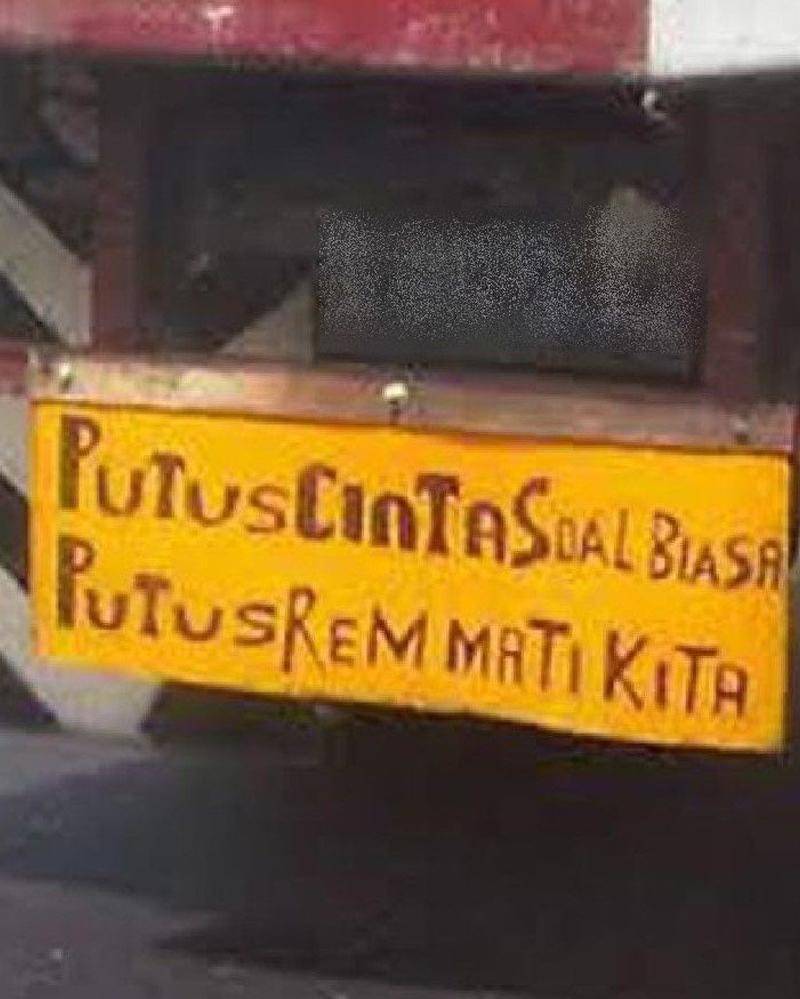 PUTUS CINTA SOAL BIASA
PUTUS REM MATI KITA